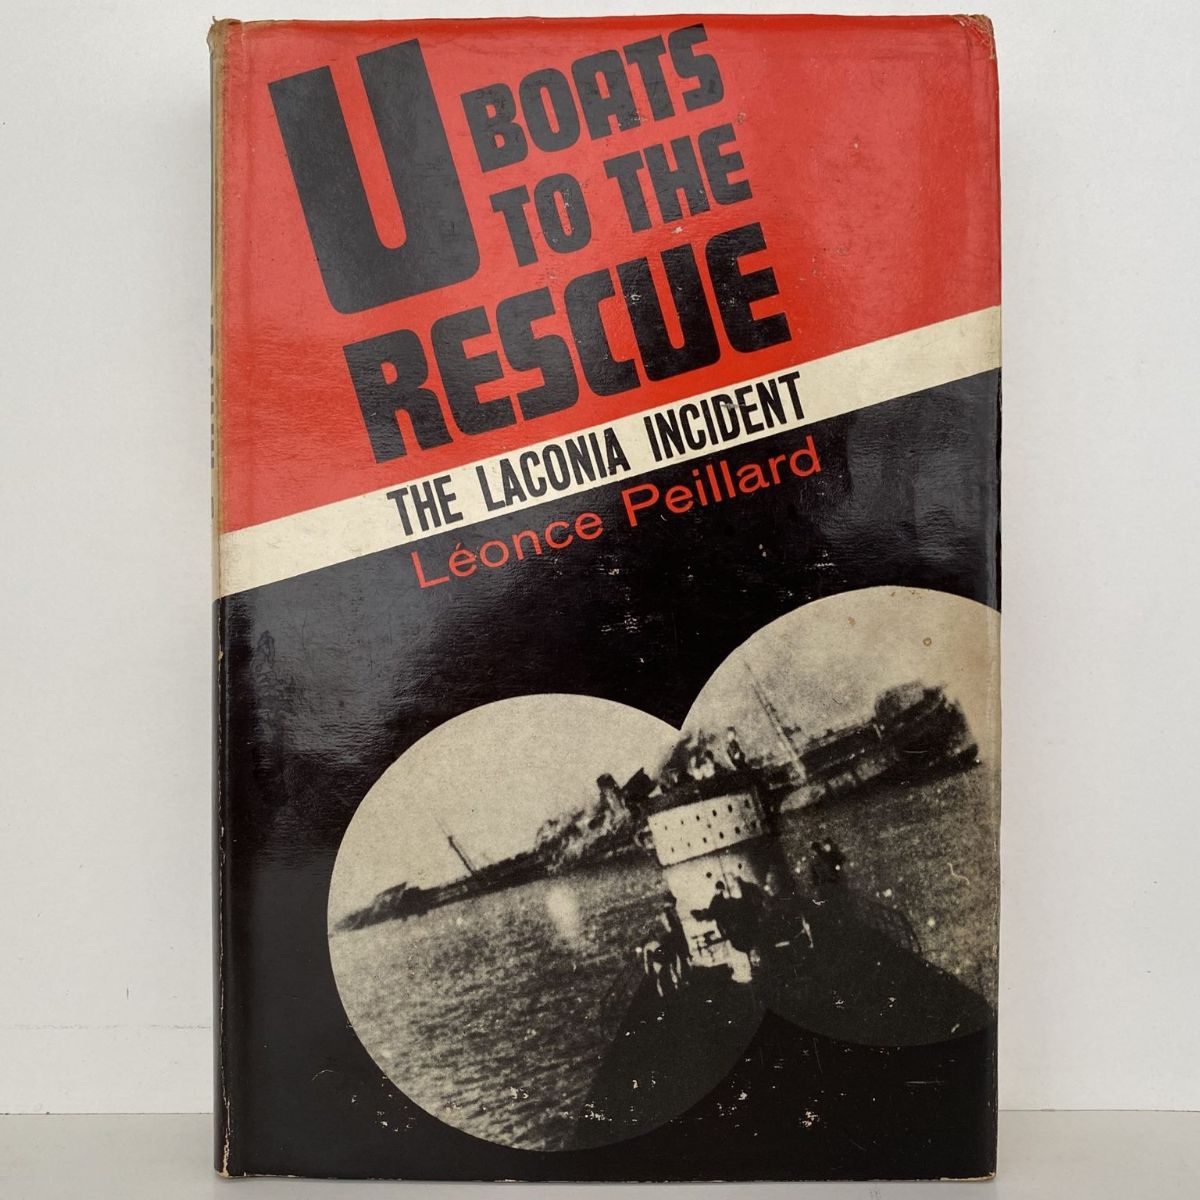 U BOATS
TO THE
RESCUE
THE LACONIA INCIDENT
Léonce Peillard